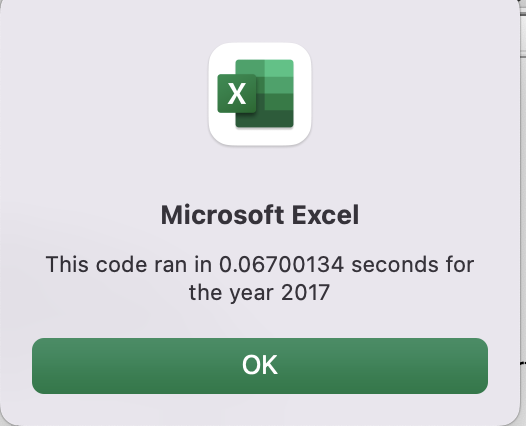 X
Microsoft Excel
This code ran in 0.06700134 seconds for
the year 2017
OK